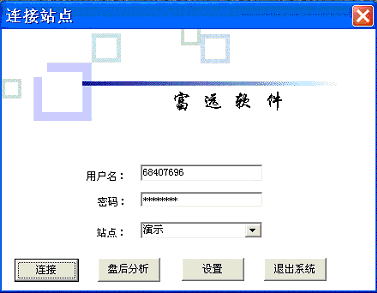 连接站点
富远软件
用户名： 68407696
密码： ********
站点： 演示
连接 盘后分析 设置 退出系统